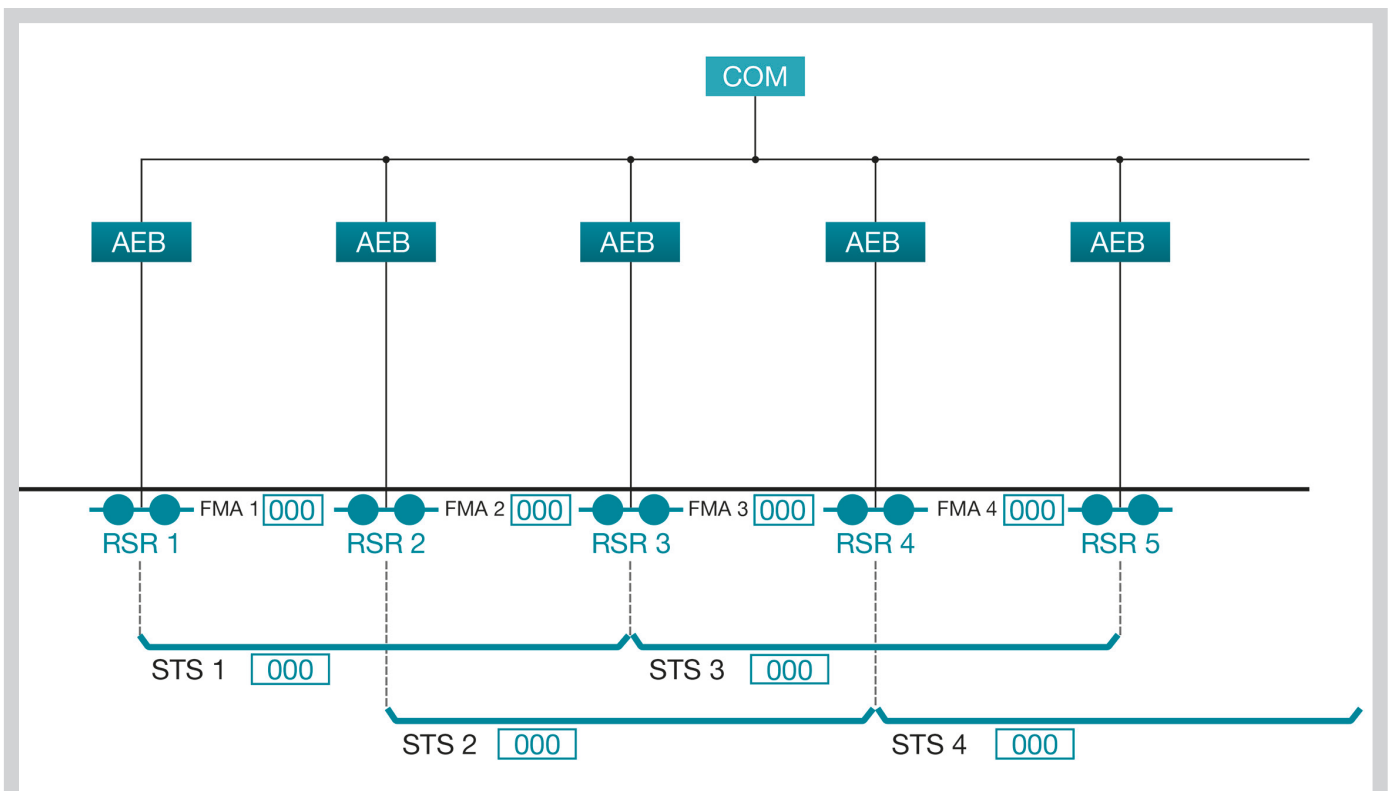 COM
AEB AEB AEB AEB AEB
FMA 1 000 FMA 2 000 FMA 3 000 FMA 4 000
RSR 1 RSR 2 RSR 3 RSR 4 RSR 5
STS 1 000 STS 3 000
STS 2 000 STS 4 000